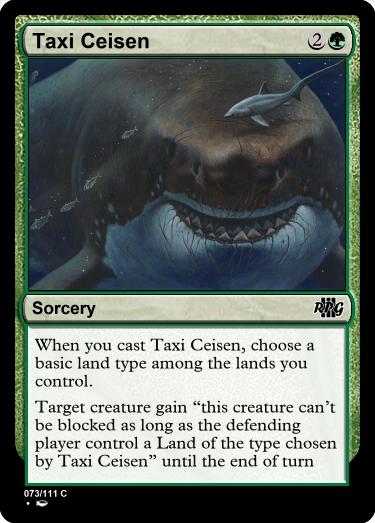 Taxi Ceisen 2
Sorcery
When you cast Taxi Ceisen, choose a
basic land type among the lands you
control.
Target creature gain “this creature can’t
be blocked as long as the defending
player control a Land of the type chosen
by Taxi Ceisen” until the end of turn
073/111 C